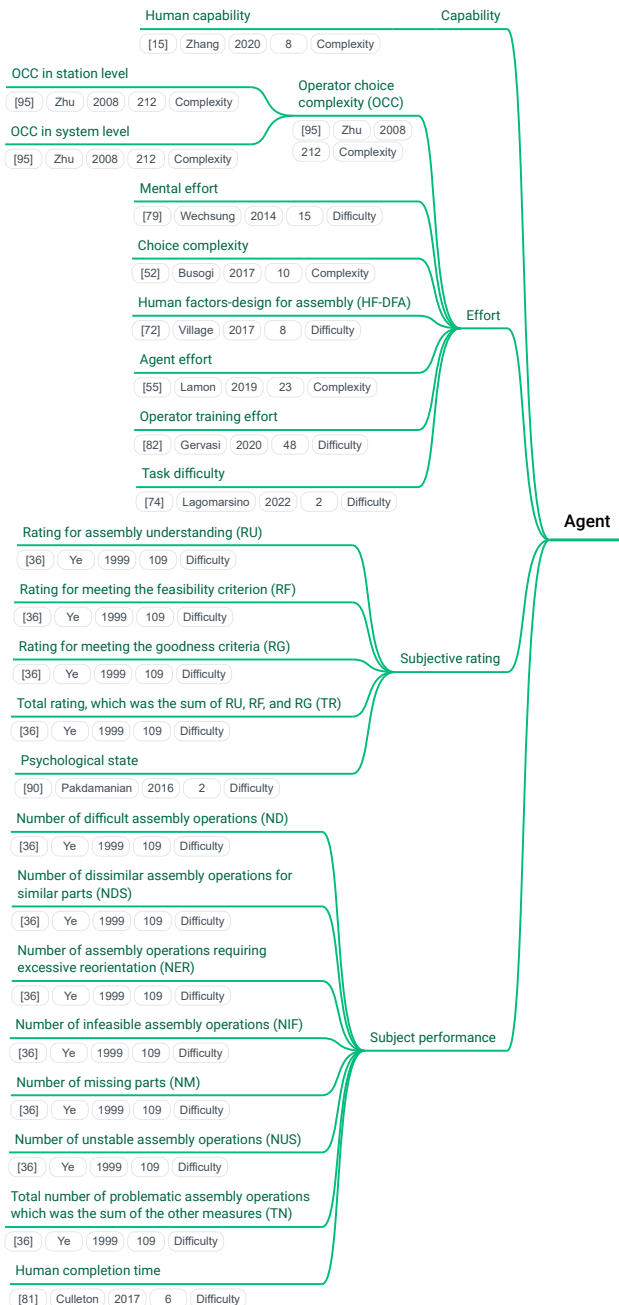 Human capability
Capability
[15] Zhang 2020 8 Complexity
OCC in station level
[95] Zhu 2008 212 Complexity
OCC in system level
[95] Zhu 2008 212 Complexity
Operator choice
complexity (OCC)
[95] Zhu 2008
212 Complexity
Mental effort
[79] Wechsung 2014 15 Difficulty
Choice complexity
[52] Busogi 2017 10 Complexity
Human factors-design for assembly (HF-DFA)
[72] Village 2017 8 Difficulty
Effort
Agent effort
[55] Lamon 2019 23 Complexity
Operator training effort
[82] Gervasi 2020 48 Difficulty
Task difficulty
[74] Lagomarsino 2022 2 Difficulty
Agent
Rating for assembly understanding (RU)
[36] Ye 1999 109 Difficulty
Rating for meeting the feasibility criterion (RF)
[36] Ye 1999 109 Difficulty
Rating for meeting the goodness criteria (RG)
[36] Ye 1999 109 Difficulty
Subjective rating
Total rating, which was the sum of RU, RF, and RG (TR)
[36] Ye 1999 109 Difficulty
Psychological state
[90] Pakdamanian 2016 2 Difficulty
Number of difficult assembly operations (ND)
[36] Ye 1999 109 Difficulty
Number of dissimilar assembly operations for
similar parts (NDS)
[36] Ye 1999 109 Difficulty
Number of assembly operations requiring
excessive reorientation (NER)
[36] Ye 1999 109 Difficulty
Number of infeasible assembly operations (NIF)
[36] Ye 1999 109 Difficulty
Subject performance
Number of missing parts (NM)
[36] Ye 1999 109 Difficulty
Number of unstable assembly operations (NUS)
[36] Ye 1999 109 Difficulty
Total number of problematic assembly operations
which was the sum of the other measures (TN)
[36] Ye 1999 109 Difficulty
Human completion time
[81] Culleton 2017 6 Difficulty